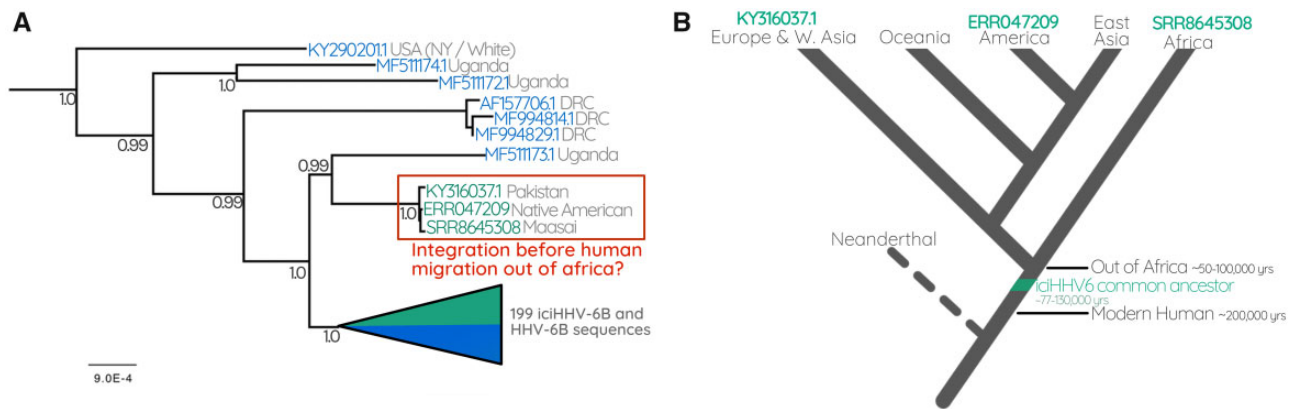 A
KY290201.1 USA (NY / White)
MF511174.1 Uganda
1.0
MF511172.1 Uganda
1.0
AF157706.1 DRC
MF994814.1 DRC
MF994829.1 DRC
0.99
0.99
MF511173.1 Uganda
0.99
KY316037.1 Pakistan
1.0
ERR047209 Native American
SRR8645308 Maasai
Integration before human
migration out of africa?
1.0
199 iciHHV-6B and
HHV-6B sequences
1.0
9.0E-4
B
KY316037.1
Europe & W. Asia
Oceania
ERR047209
America
East
Asia
SRR8645308
Africa
Neanderthal
Out of Africa ~50-100,000 yrs
iciHHV6 common ancestor
~77-130,000 yrs
Modern Human ~200,000 yrs